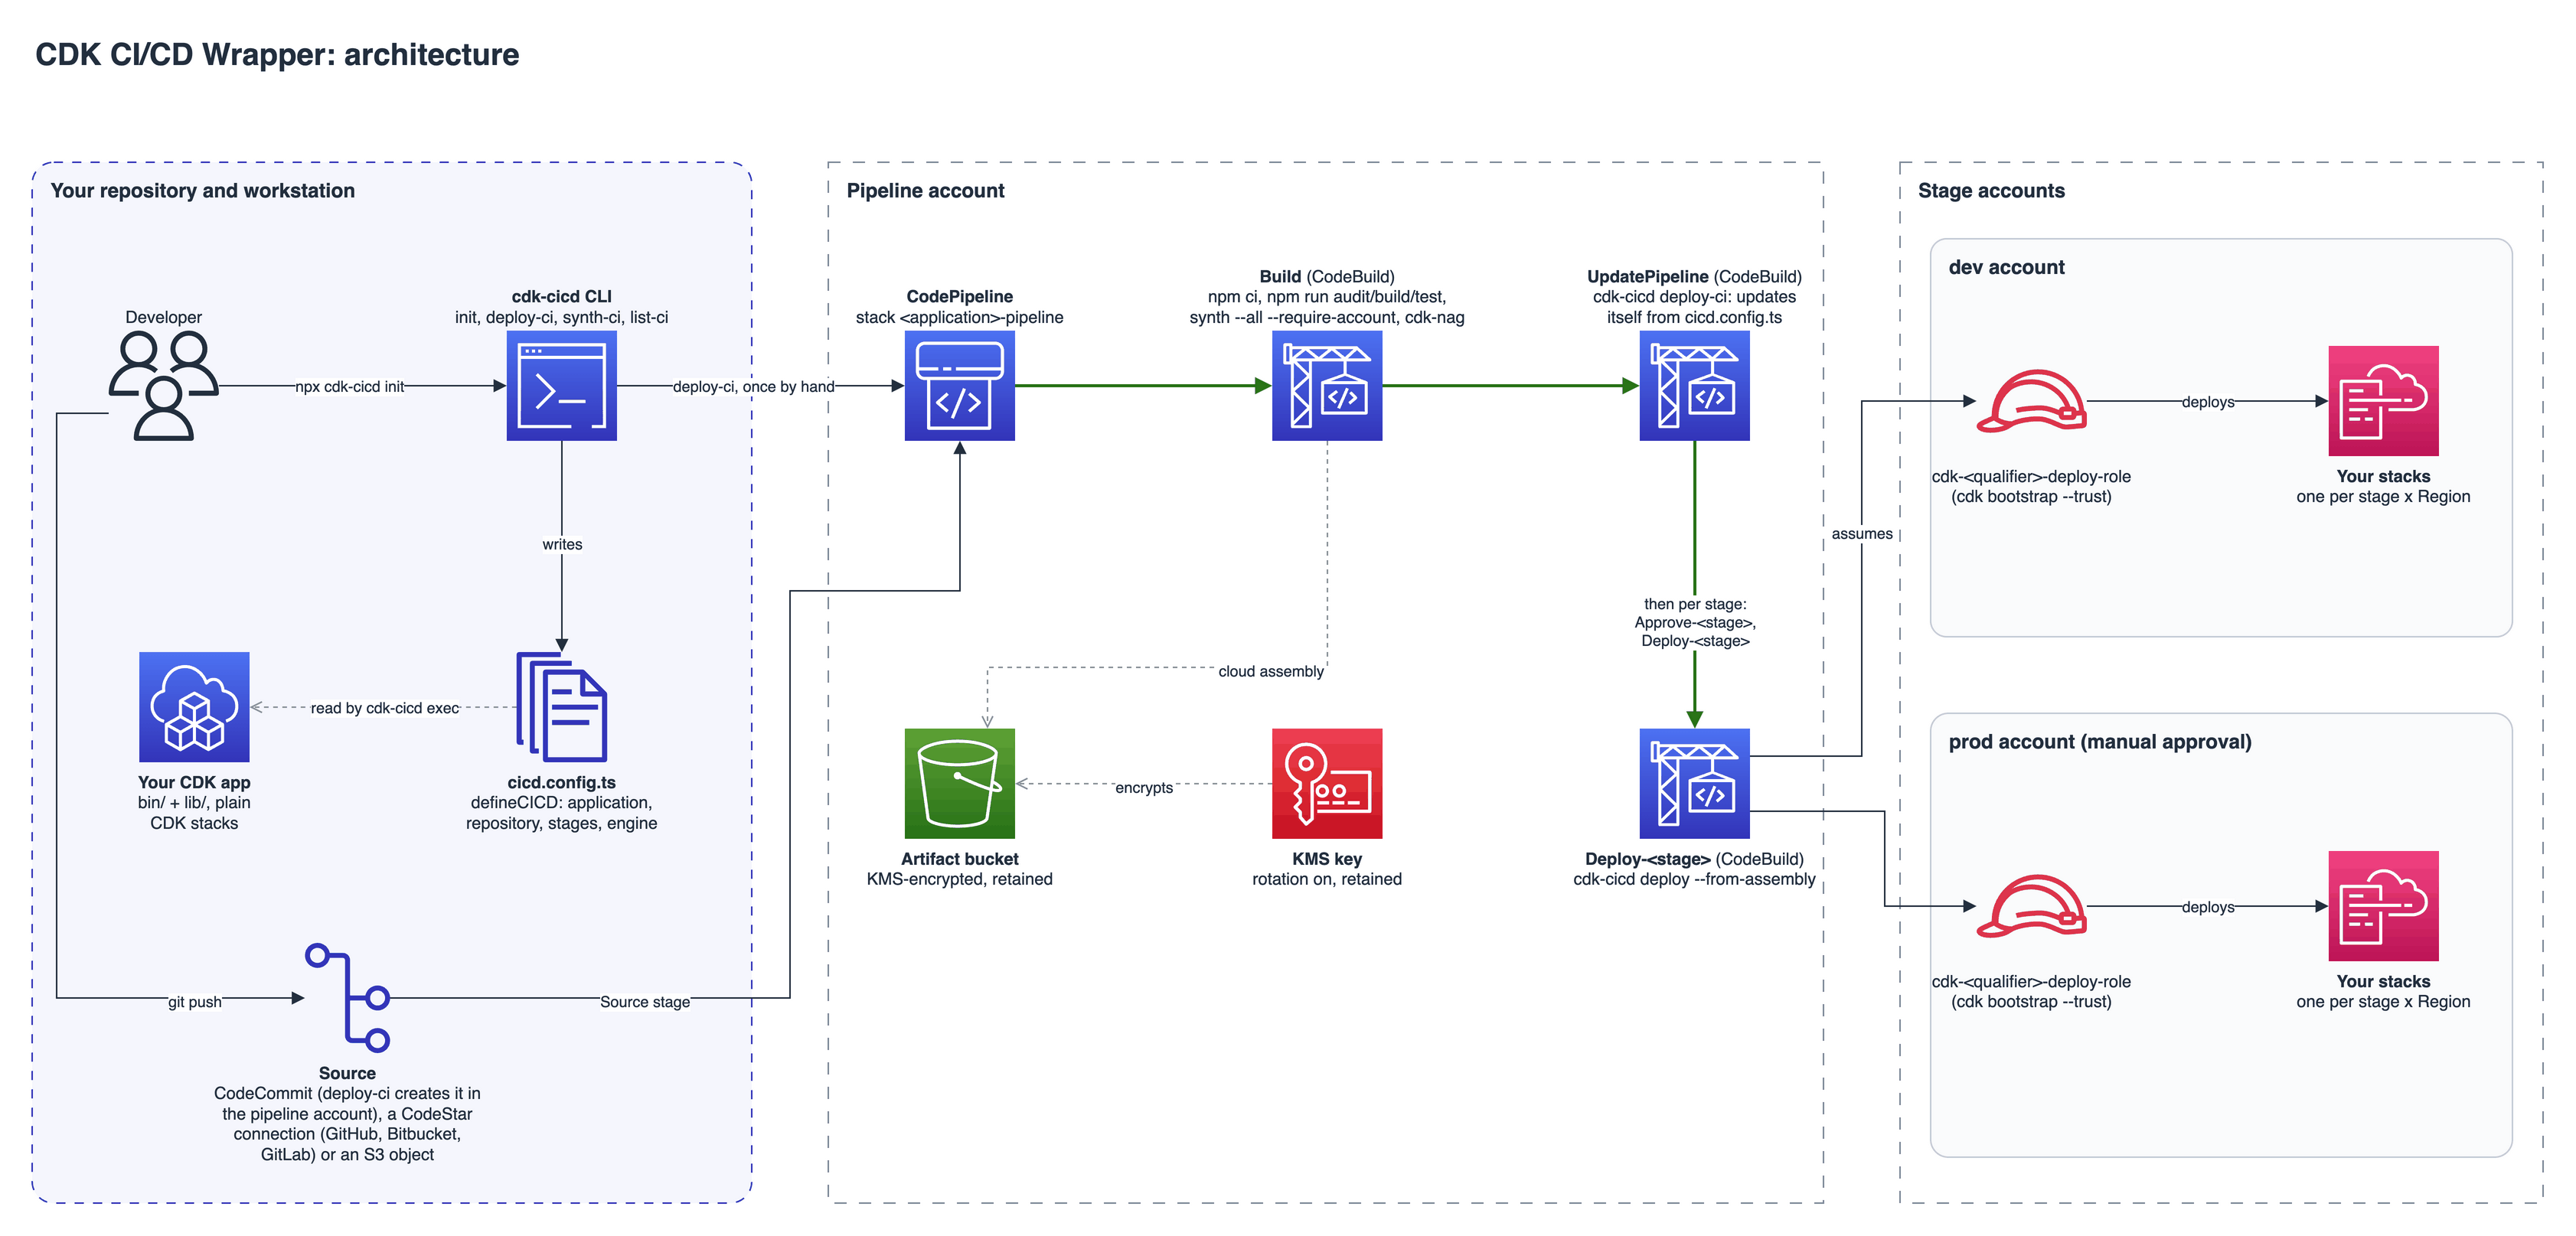 CDK CI/CD Wrapper: architecture
Your repository and workstation
Developer
cdk-cicd CLI
init, deploy-ci, synth-ci, list-ci
npx cdk-cicd init
deploy-ci, once by hand
writes
Your CDK app
bin/ + lib/, plain
CDK stacks
read by cdk-cicd exec
cicd.config.ts
defineCICD: application,
repository, stages, engine
git push
Source stage
Source
CodeCommit (deploy-ci creates it in
the pipeline account), a CodeStar
connection (GitHub, Bitbucket,
GitLab) or an S3 object
Pipeline account
CodePipeline
stack <application>-pipeline
Build (CodeBuild)
npm ci, npm run audit/build/test,
synth --all --require-account, cdk-nag
UpdatePipeline (CodeBuild)
cdk-cicd deploy-ci: updates
itself from cicd.config.ts
then per stage:
Approve-<stage>,
Deploy-<stage>
cloud assembly
encrypts
Artifact bucket
KMS-encrypted, retained
KMS key
rotation on, retained
Deploy-<stage> (CodeBuild)
cdk-cicd deploy --from-assembly
assumes
Stage accounts
dev account
cdk-<qualifier>-deploy-role
(cdk bootstrap --trust)
deploys
Your stacks
one per stage x Region
prod account (manual approval)
cdk-<qualifier>-deploy-role
(cdk bootstrap --trust)
deploys
Your stacks
one per stage x Region